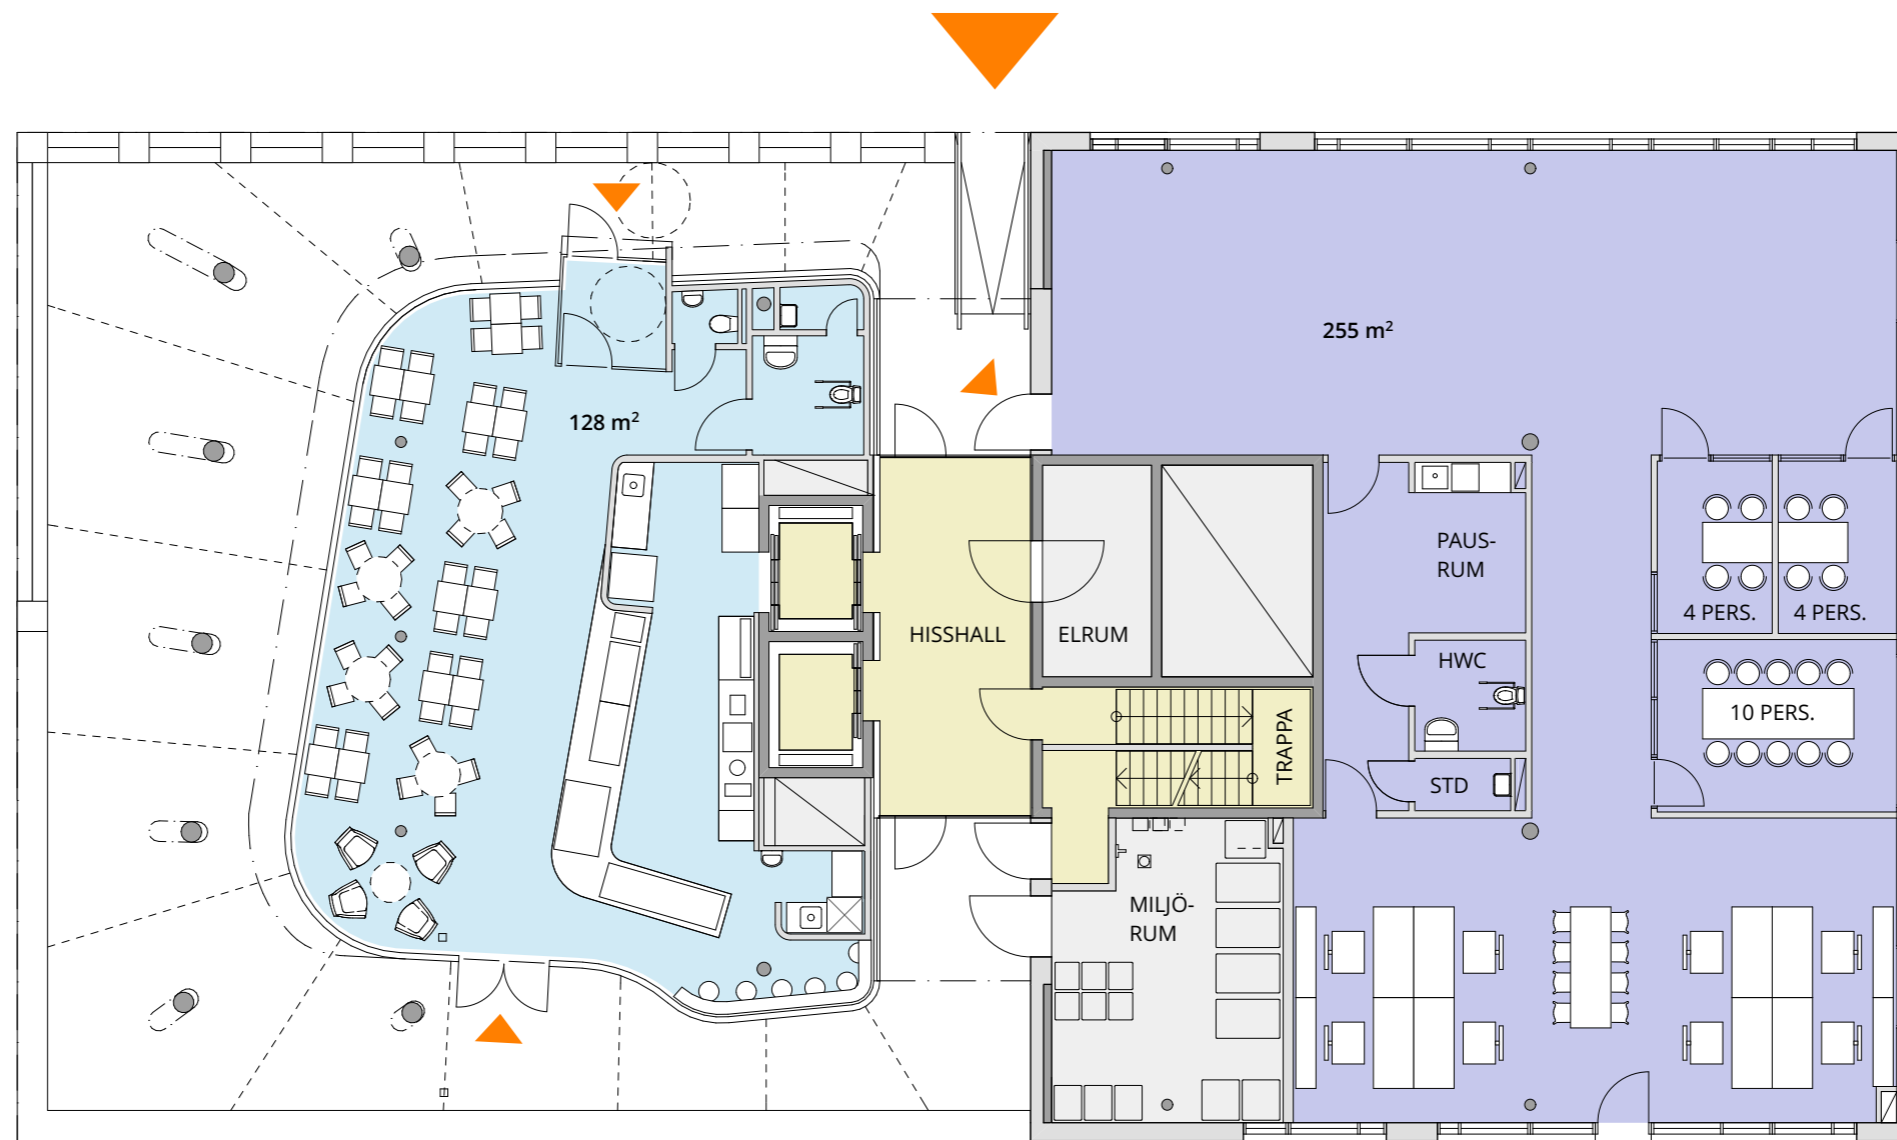 255 m²
128 m²
PAUS-
RUM
4 PERS.
4 PERS.
HISSHALL
ELRUM
HWC
10 PERS.
TRAPPA
STD
MILJÖ-
RUM